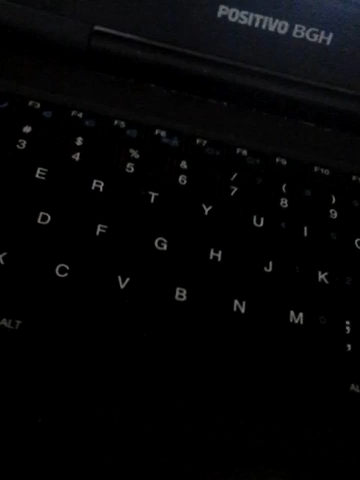 POSITIVO BGH
F3 F4 F5 F6 F7 F8 F9 F10
# $ % & / ( )
3 4 5 6 7 8 9
E R T Y U I
D F G H J K
C V B N M ;
,
ALT